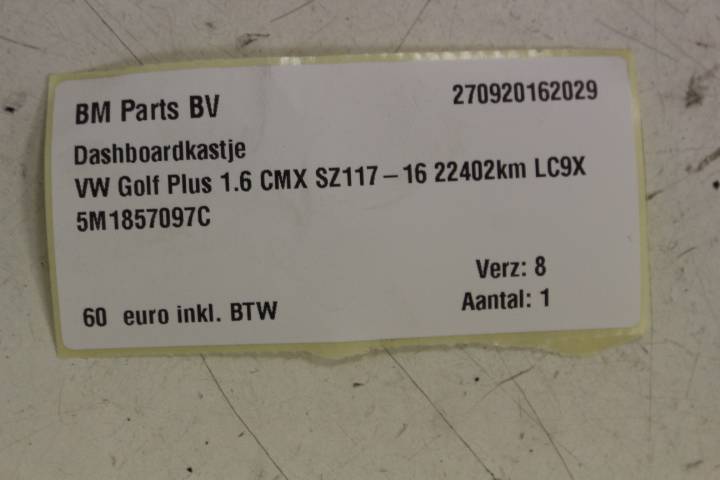 BM Parts BV 270920162029
Dashboardkastje
VW Golf Plus 1.6 CMX SZ117-16 22402km LC9X
5M1857097C
Verz: 8
60 euro inkl. BTW Aantal: 1